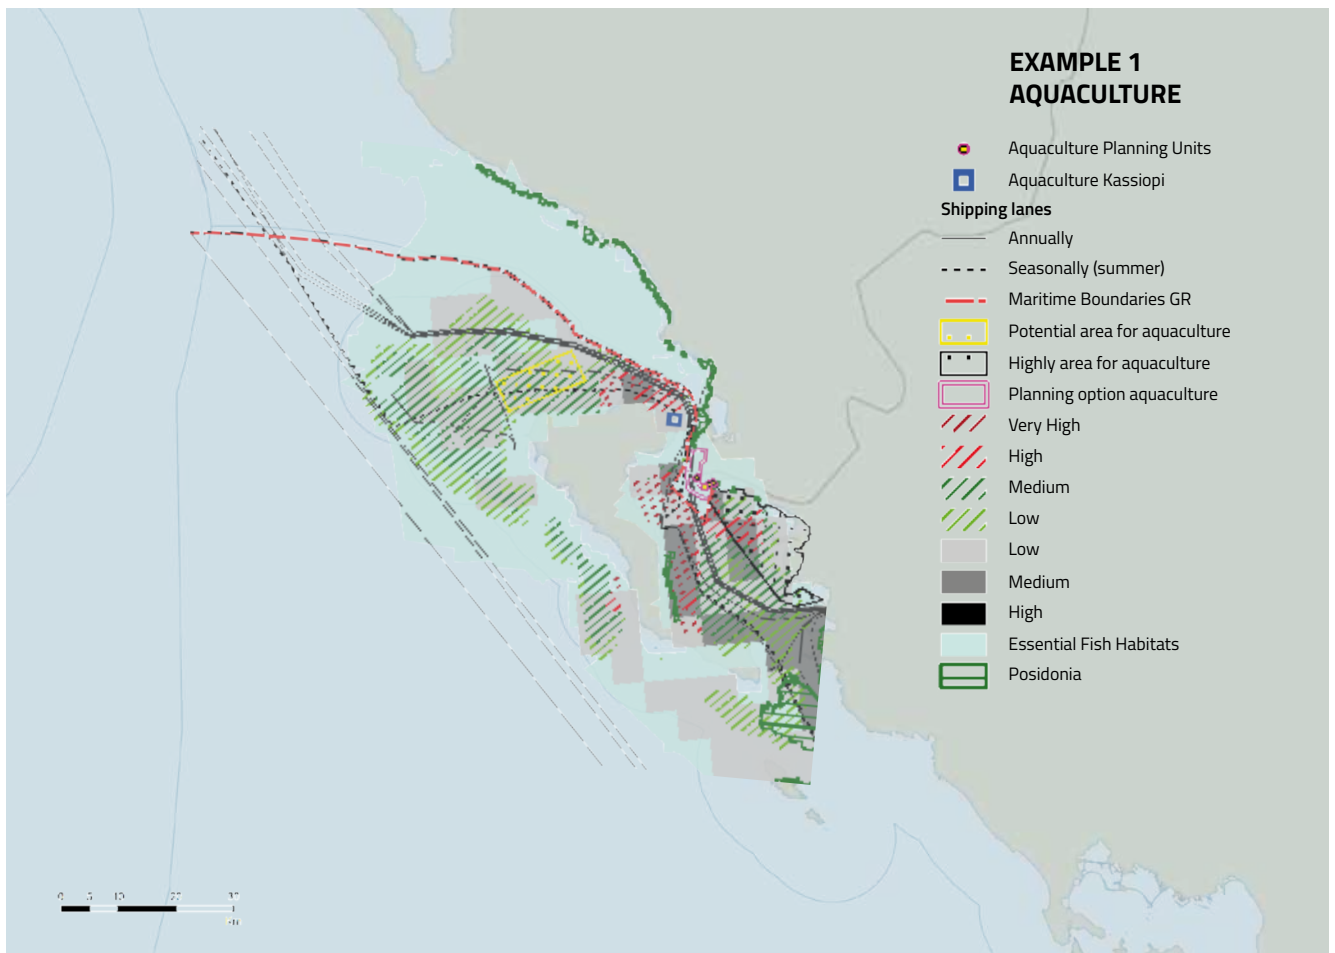 EXAMPLE 1
AQUACULTURE
Aquaculture Planning Units
Aquaculture Kassiopi
Shipping lanes
Annually
Seasonally (summer)
Maritime Boundaries GR
Potential area for aquaculture
Highly area for aquaculture
Planning option aquaculture
Very High
High
Medium
Low
Low
Medium
High
Essential Fish Habitats
Posidonia